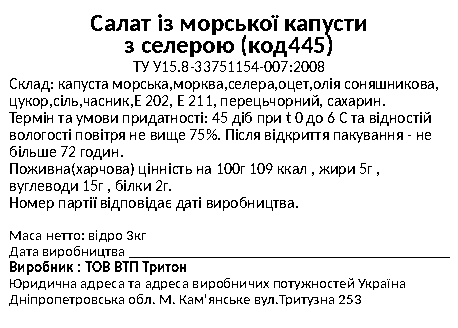 Салат із морської капусти
з селерою (код445)
ТУ У15.8-33751154-007:2008
Склад: капуста морська,морква,селера,оцет,олія соняшникова,
цукор,сіль,часник,Е 202, Е 211, перецьчорний, сахарин.
Термін та умови придатності: 45 діб при t 0 до 6 С та відностій
вологості повітря не вище 75%. Після відкриття пакування - не
більше 72 годин.
Поживна(харчова) цінність на 100г 109 ккал , жири 5г ,
вуглеводи 15г , білки 2г.
Номер партії відповідає даті виробництва.
Маса нетто: відро 3кг
Дата виробництва
Виробник : ТОВ ВТП Тритон
Юридична адреса та адреса виробничих потужностей Україна
Дніпропетровська обл. М. Кам'янське вул.Тритузна 253